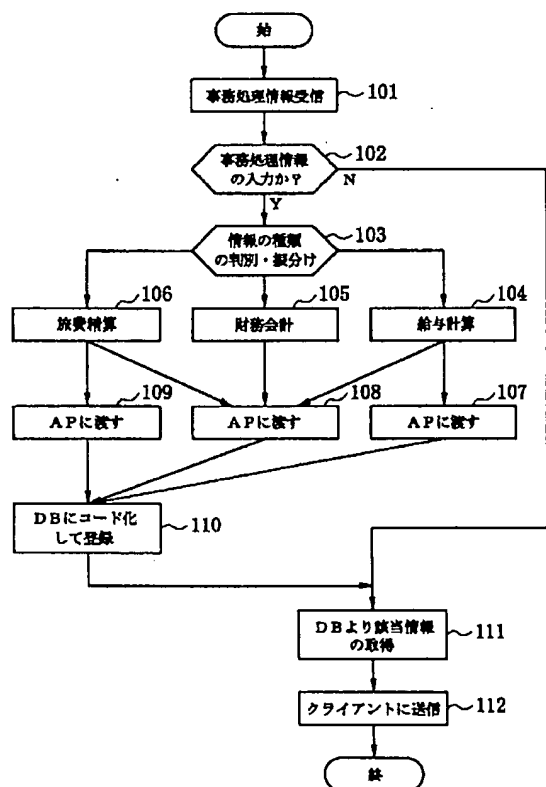 始
事務処理情報受信
101
事務処理情報
の入力か？
102
N
Y
情報の種類
の判別・振分け
103
106
105
104
旅費精算
財務会計
給与計算
109
108
107
APに渡す
APに渡す
APに渡す
DBにコード化
して登録
110
DBより該当情報
の取得
111
クライアントに送信
112
終